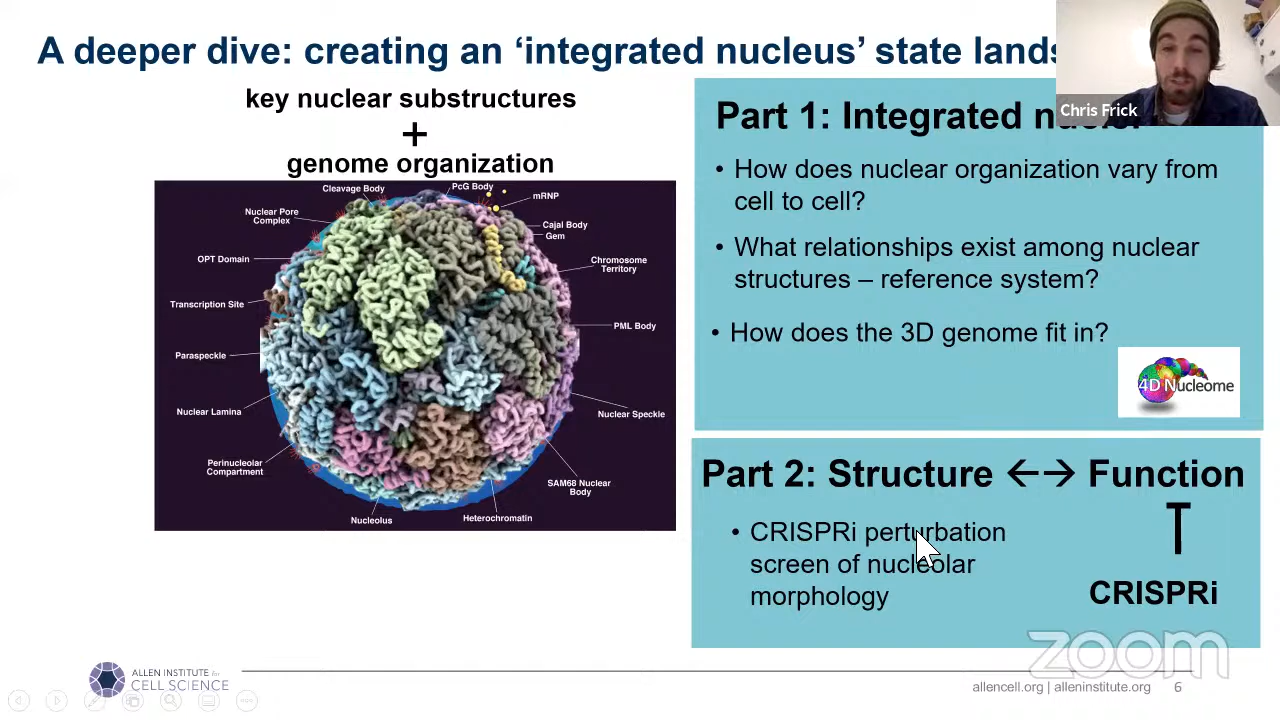 A deeper dive: creating an ‘integrated nucleus’ state lands
key nuclear substructures
+
genome organization
Cleavage Body
PcG Body
mRNP
Nuclear Pore
Complex
Cajal Body
Gem
OPT Domain
Chromosome
Territory
Transcription Site
PML Body
Paraspeckle
Nuclear Lamina
Nuclear Speckle
Perinucleolar
Compartment
SAM68 Nuclear
Body
Nucleolus
Heterochromatin
Chris Frick
Part 1: Integrated
• How does nuclear organization vary from
cell to cell?
• What relationships exist among nuclear
structures – reference system?
• How does the 3D genome fit in?
4D Nucleome
Part 2: Structure ←→ Function
• CRISPRi perturbation
screen of nucleolar
morphology
CRISPRi
zoom
ALLEN INSTITUTE for
CELL SCIENCE
allencell.org | alleninstitute.org 6